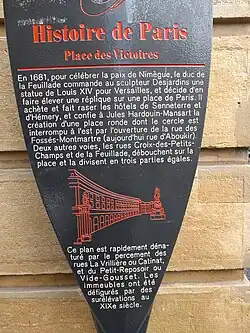 Histoire de Paris
Place des Victoires
En 1681, pour célébrer la paix de Nimègue, le duc de
la Feuillade commande au sculpteur Desjardins une
statue de Louis XIV pour Versailles, et décide d'en
faire élever une réplique sur une place de Paris. Il
achète et fait raser les hôtels de Senneterre et
d'Hémery, et confie à Jules Hardouin-Mansart la
création d'une place ronde dont le cercle est
interrompu à l'est par l'ouverture de la rue des
Fossés-Montmartre (aujourd'hui rue d'Aboukir).
Deux autres voies, les rues Croix-des-Petits-
Champs et de la Feuillade, débouchent sur la
place et la divisent en trois parties égales.
Ce plan est rapidement déna-
turé par le percement des
rues La Vrillière ou Catinat,
et du Petit-Reposoir ou
Vide-Gousset. Les
immeubles ont été
défigurés par des
surélévations au
XIXe siècle.